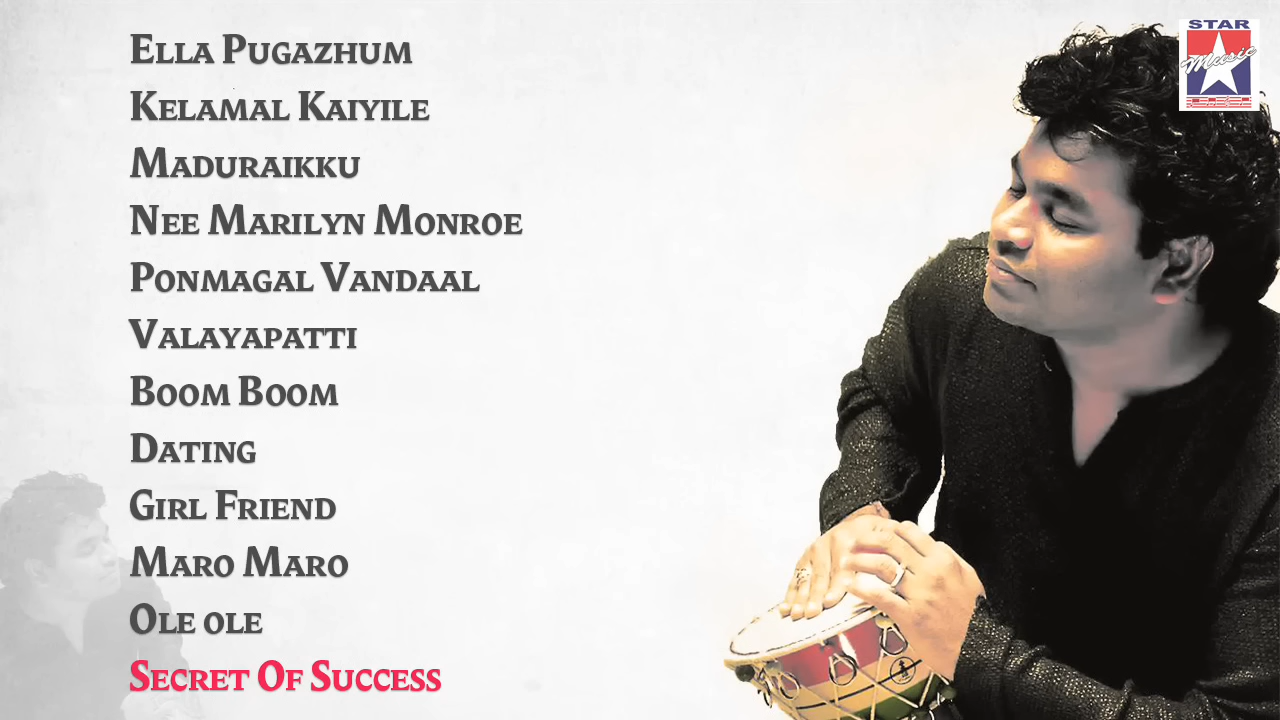 Ella Pugazhum
Kelamal Kaiyile
Maduraikku
Nee Marilyn Monroe
Ponmagal Vandaal
Valayapatti
Boom Boom
Dating
Girl Friend
Maro Maro
Ole ole
Secret Of Success
STAR
Music